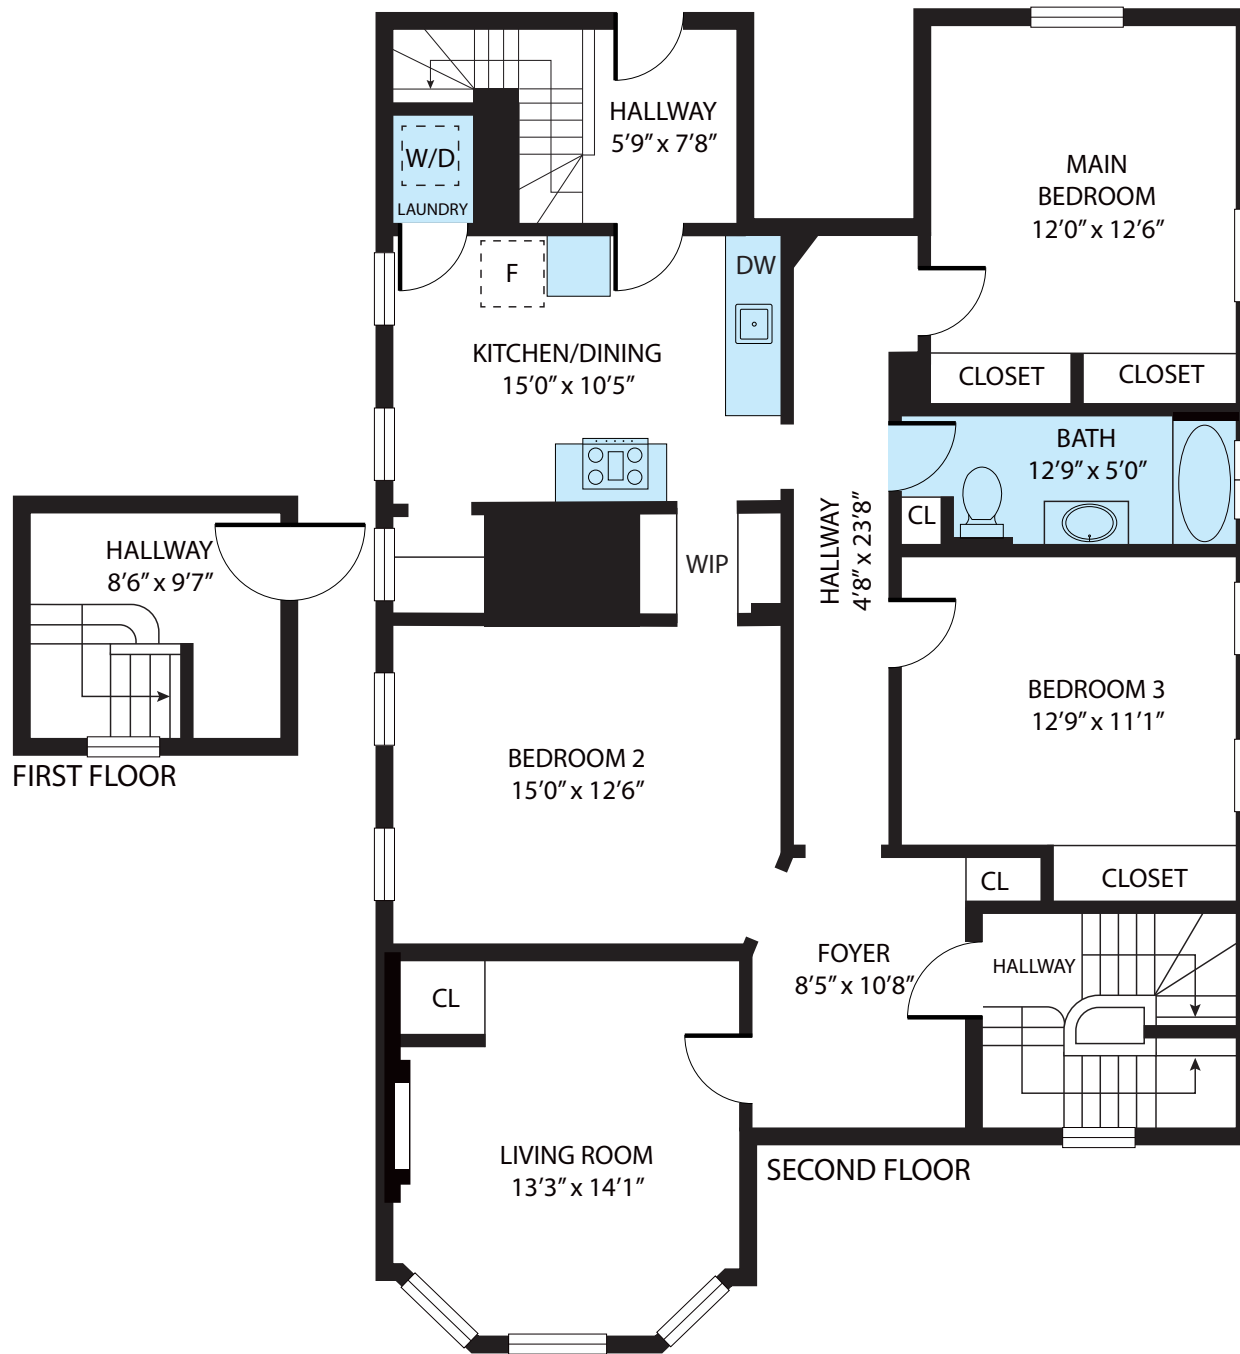 HALLWAY
5'9" x 7'8"
W/D
LAUNDRY
MAIN
BEDROOM
12'0" x 12'6"
F
DW
KITCHEN/DINING
15'0" x 10'5"
CLOSET
CLOSET
BATH
12'9" x 5'0"
CL
HALLWAY
4'8" x 23'8"
HALLWAY
8'6" x 9'7"
FIRST FLOOR
WIP
BEDROOM 2
15'0" x 12'6"
BEDROOM 3
12'9" x 11'1"
CL
CLOSET
FOYER
8'5" x 10'8"
HALLWAY
CL
LIVING ROOM
13'3" x 14'1"
SECOND FLOOR